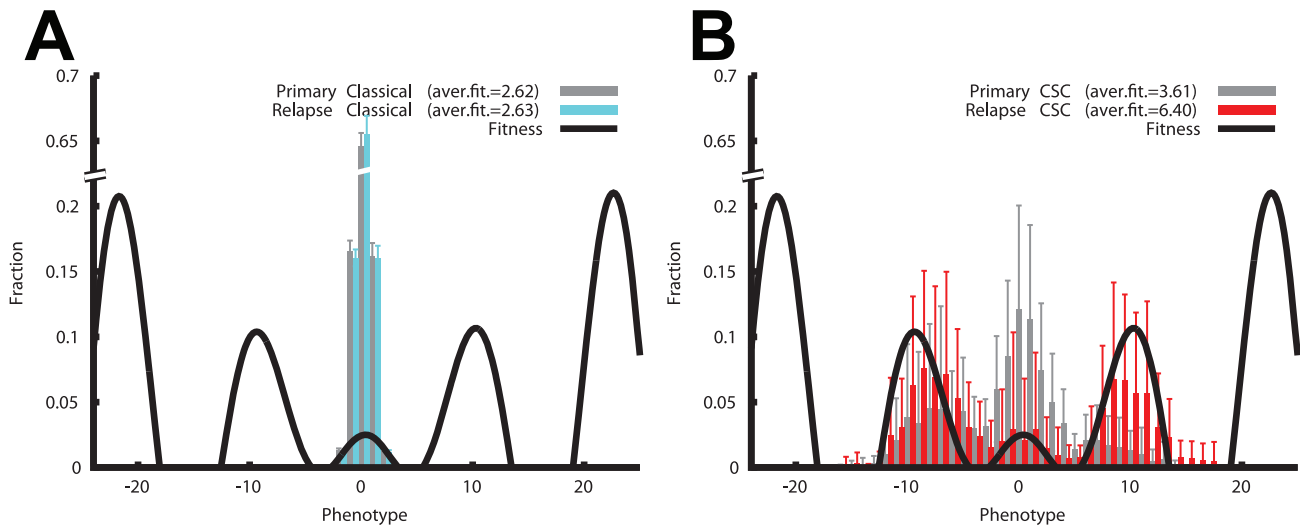 A
0.7
Primary Classical (aver.fit.=2.62)
Relapse Classical (aver.fit.=2.63)
Fitness
0.65
0.2
0.15
0.1
0.05
0
Fraction
-20 -10 0 10 20
Phenotype
B
0.7
Primary CSC (aver.fit.=3.61)
Relapse CSC (aver.fit.=6.40)
Fitness
0.65
0.2
0.15
0.1
0.05
0
Fraction
-20 -10 0 10 20
Phenotype